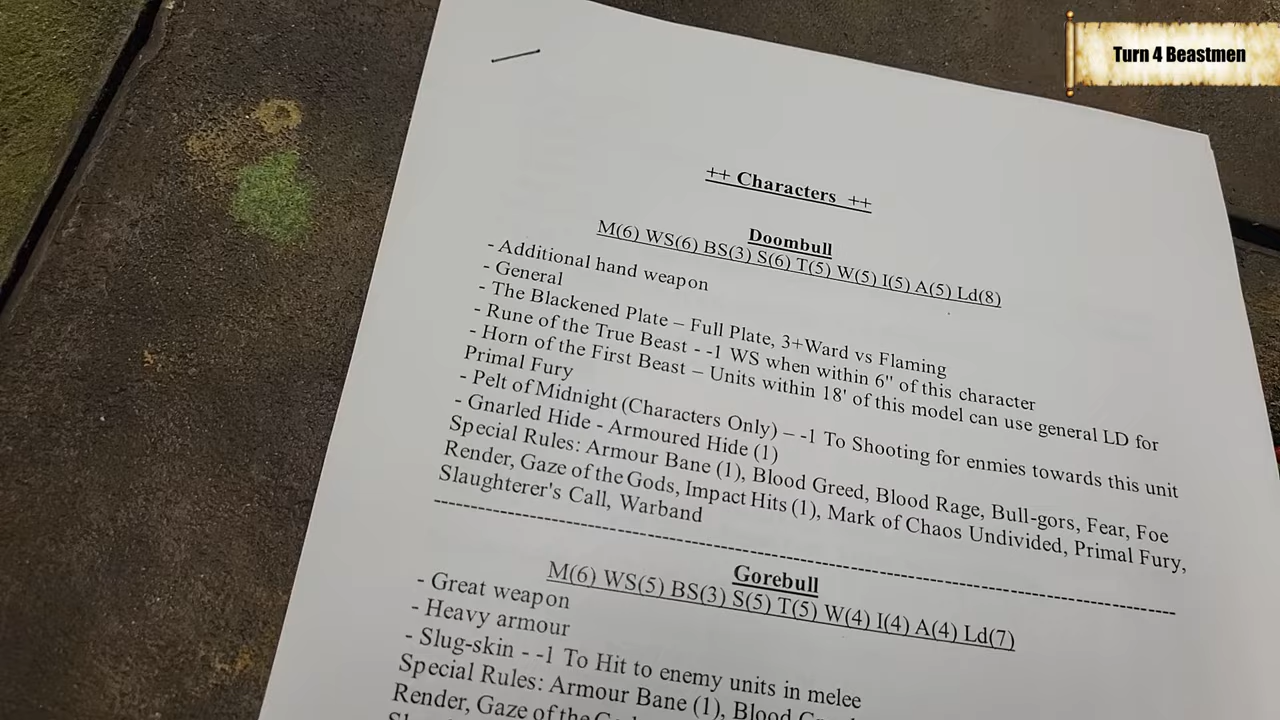 Turn 4 Beastmen
++ Characters ++
Doombull
M(6) WS(6) BS(3) S(6) T(5) W(5) I(5) A(5) Ld(8)
- Additional hand weapon
- General
- The Blackened Plate – Full Plate, 3+Ward vs Flaming
- Rune of the True Beast - -1 WS when within 6" of this character
- Horn of the First Beast – Units within 18' of this model can use general LD for
Primal Fury
- Pelt of Midnight (Characters Only) – -1 To Shooting for enmies towards this unit
- Gnarled Hide - Armoured Hide (1)
Special Rules: Armour Bane (1), Blood Greed, Blood Rage, Bull-gors, Fear, Foe
Render, Gaze of the Gods, Impact Hits (1), Mark of Chaos Undivided, Primal Fury,
Slaughterer's Call, Warband
Gorebull
M(6) WS(5) BS(3) S(5) T(5) W(4) I(4) A(4) Ld(7)
- Great weapon
- Heavy armour
- Slug-skin - -1 To Hit to enemy units in melee
Special Rules: Armour Bane (1), Blood
Render, Gaze of the